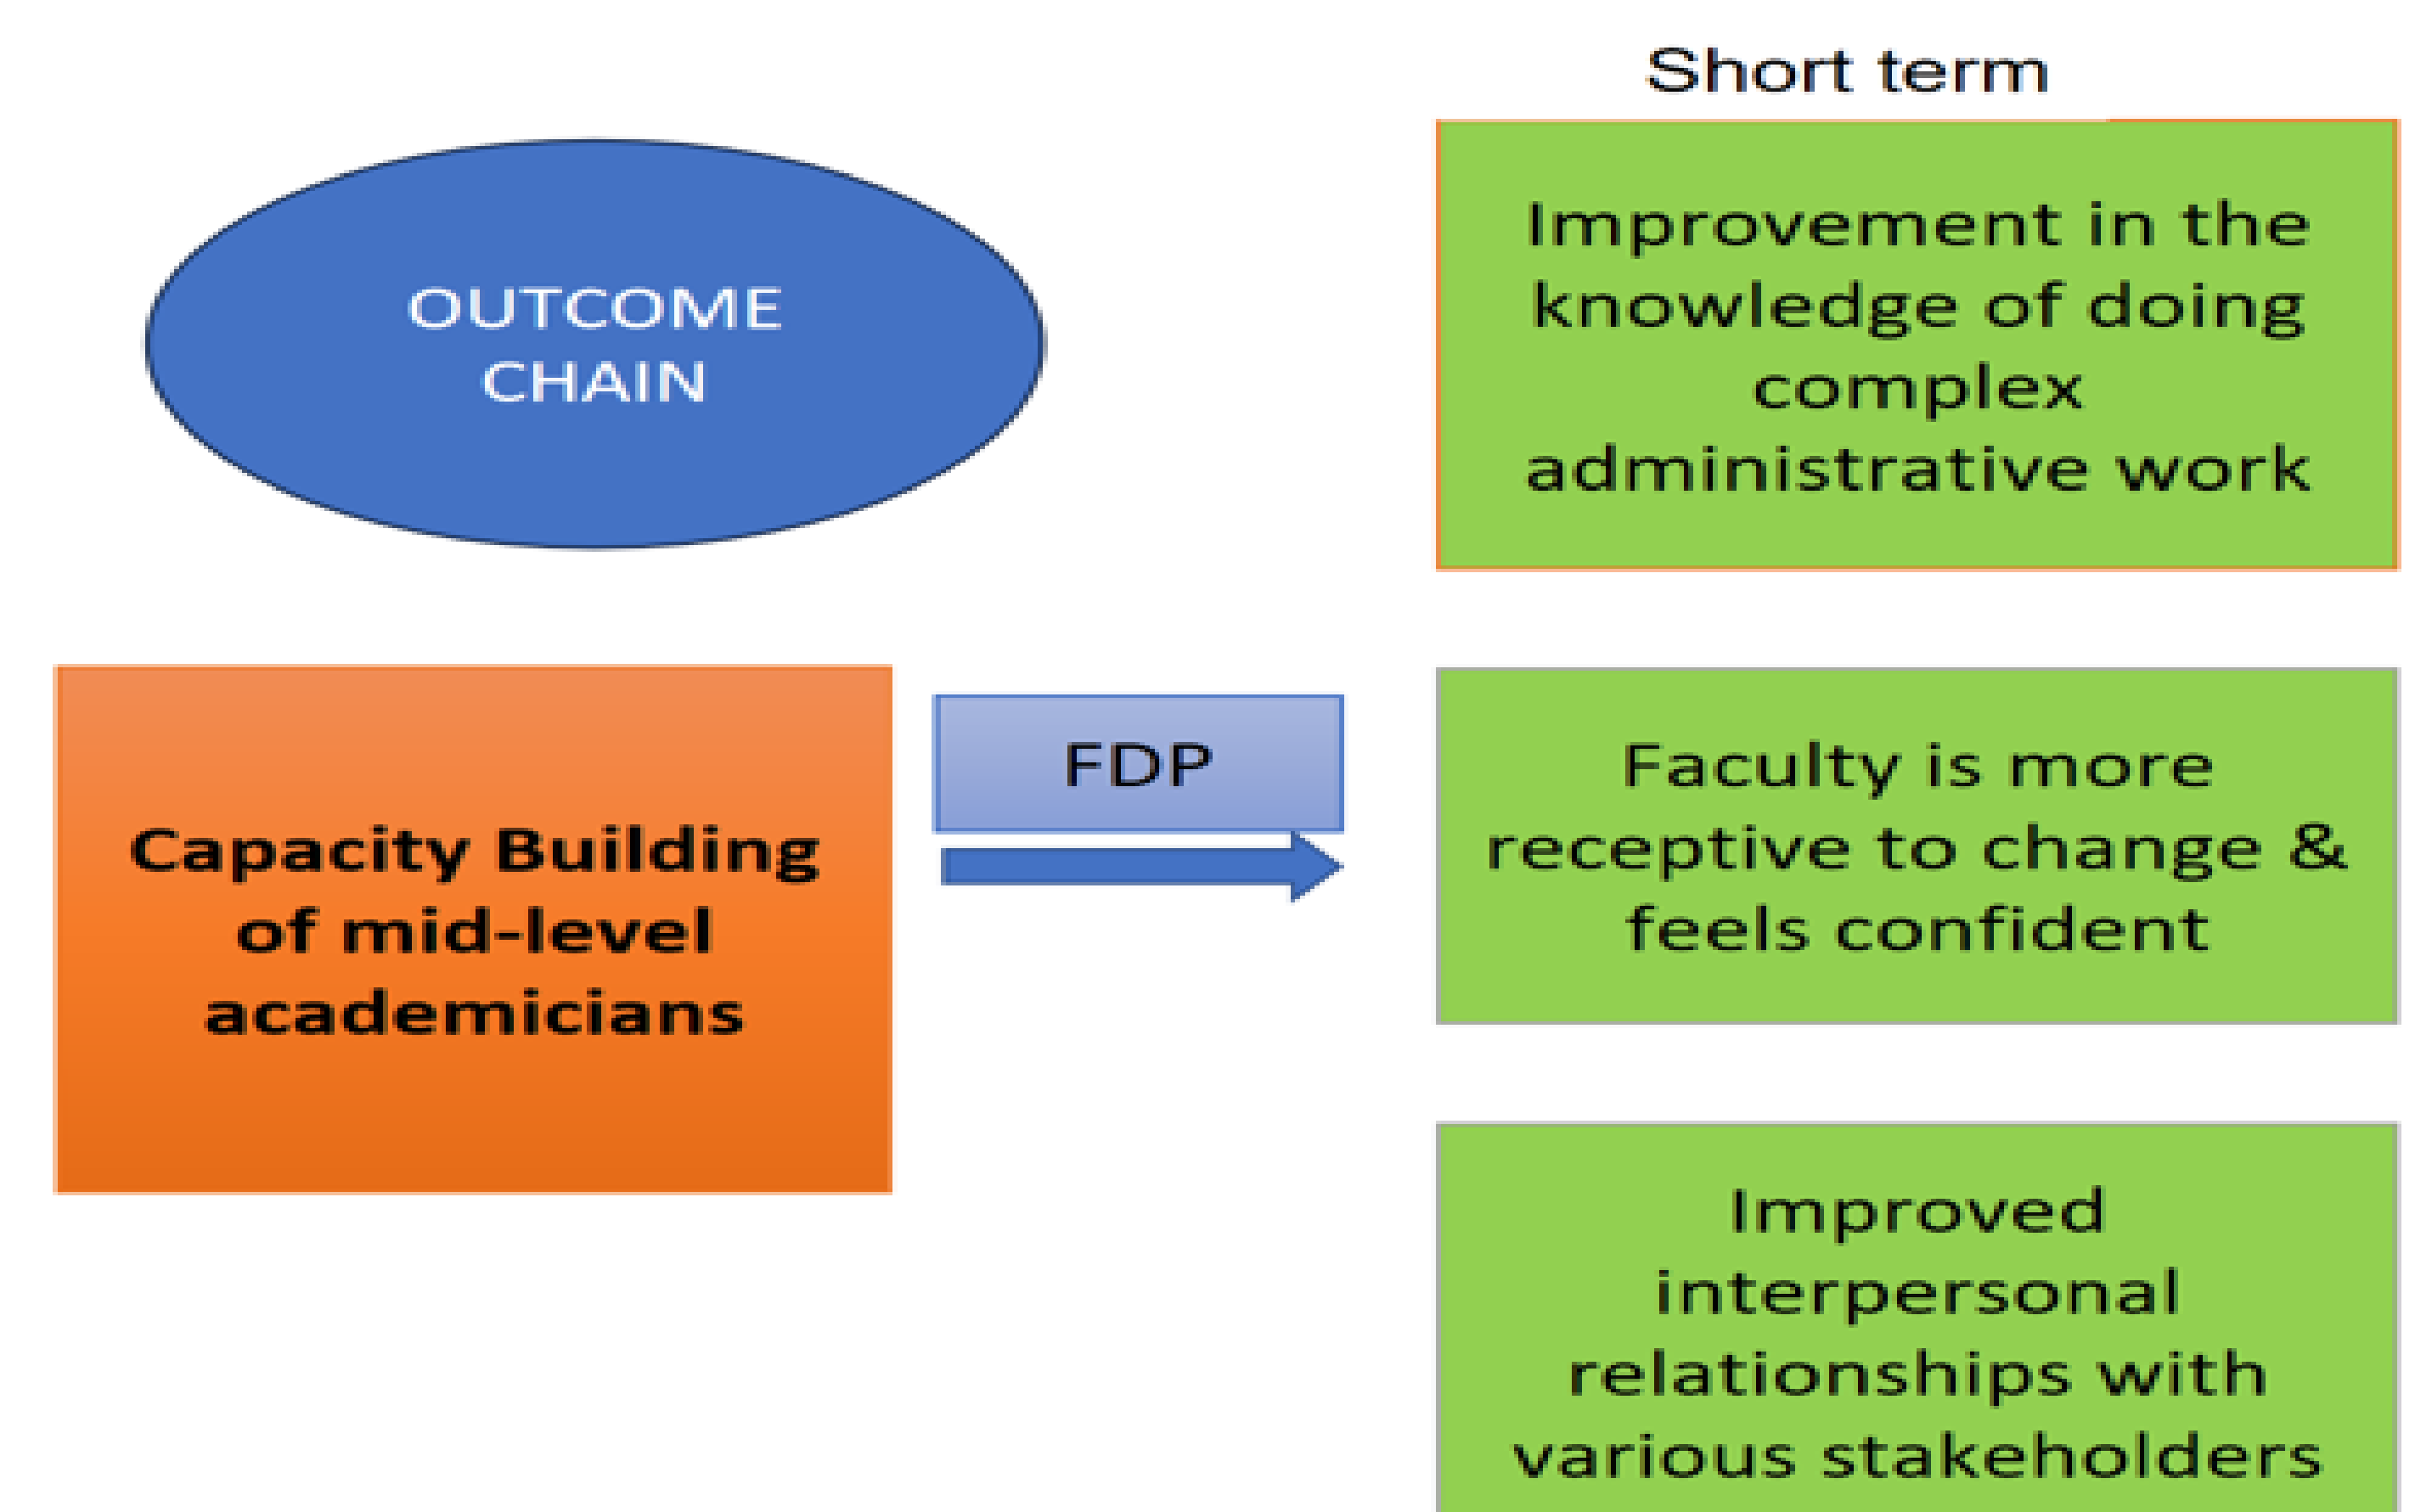 Short term
OUTCOME
CHAIN
Improvement in the
knowledge of doing
complex
administrative work
Capacity Building
of mid-level
academicians
FDP
Faculty is more
receptive to change &
feels confident
Improved
interpersonal
relationships with
various stakeholders